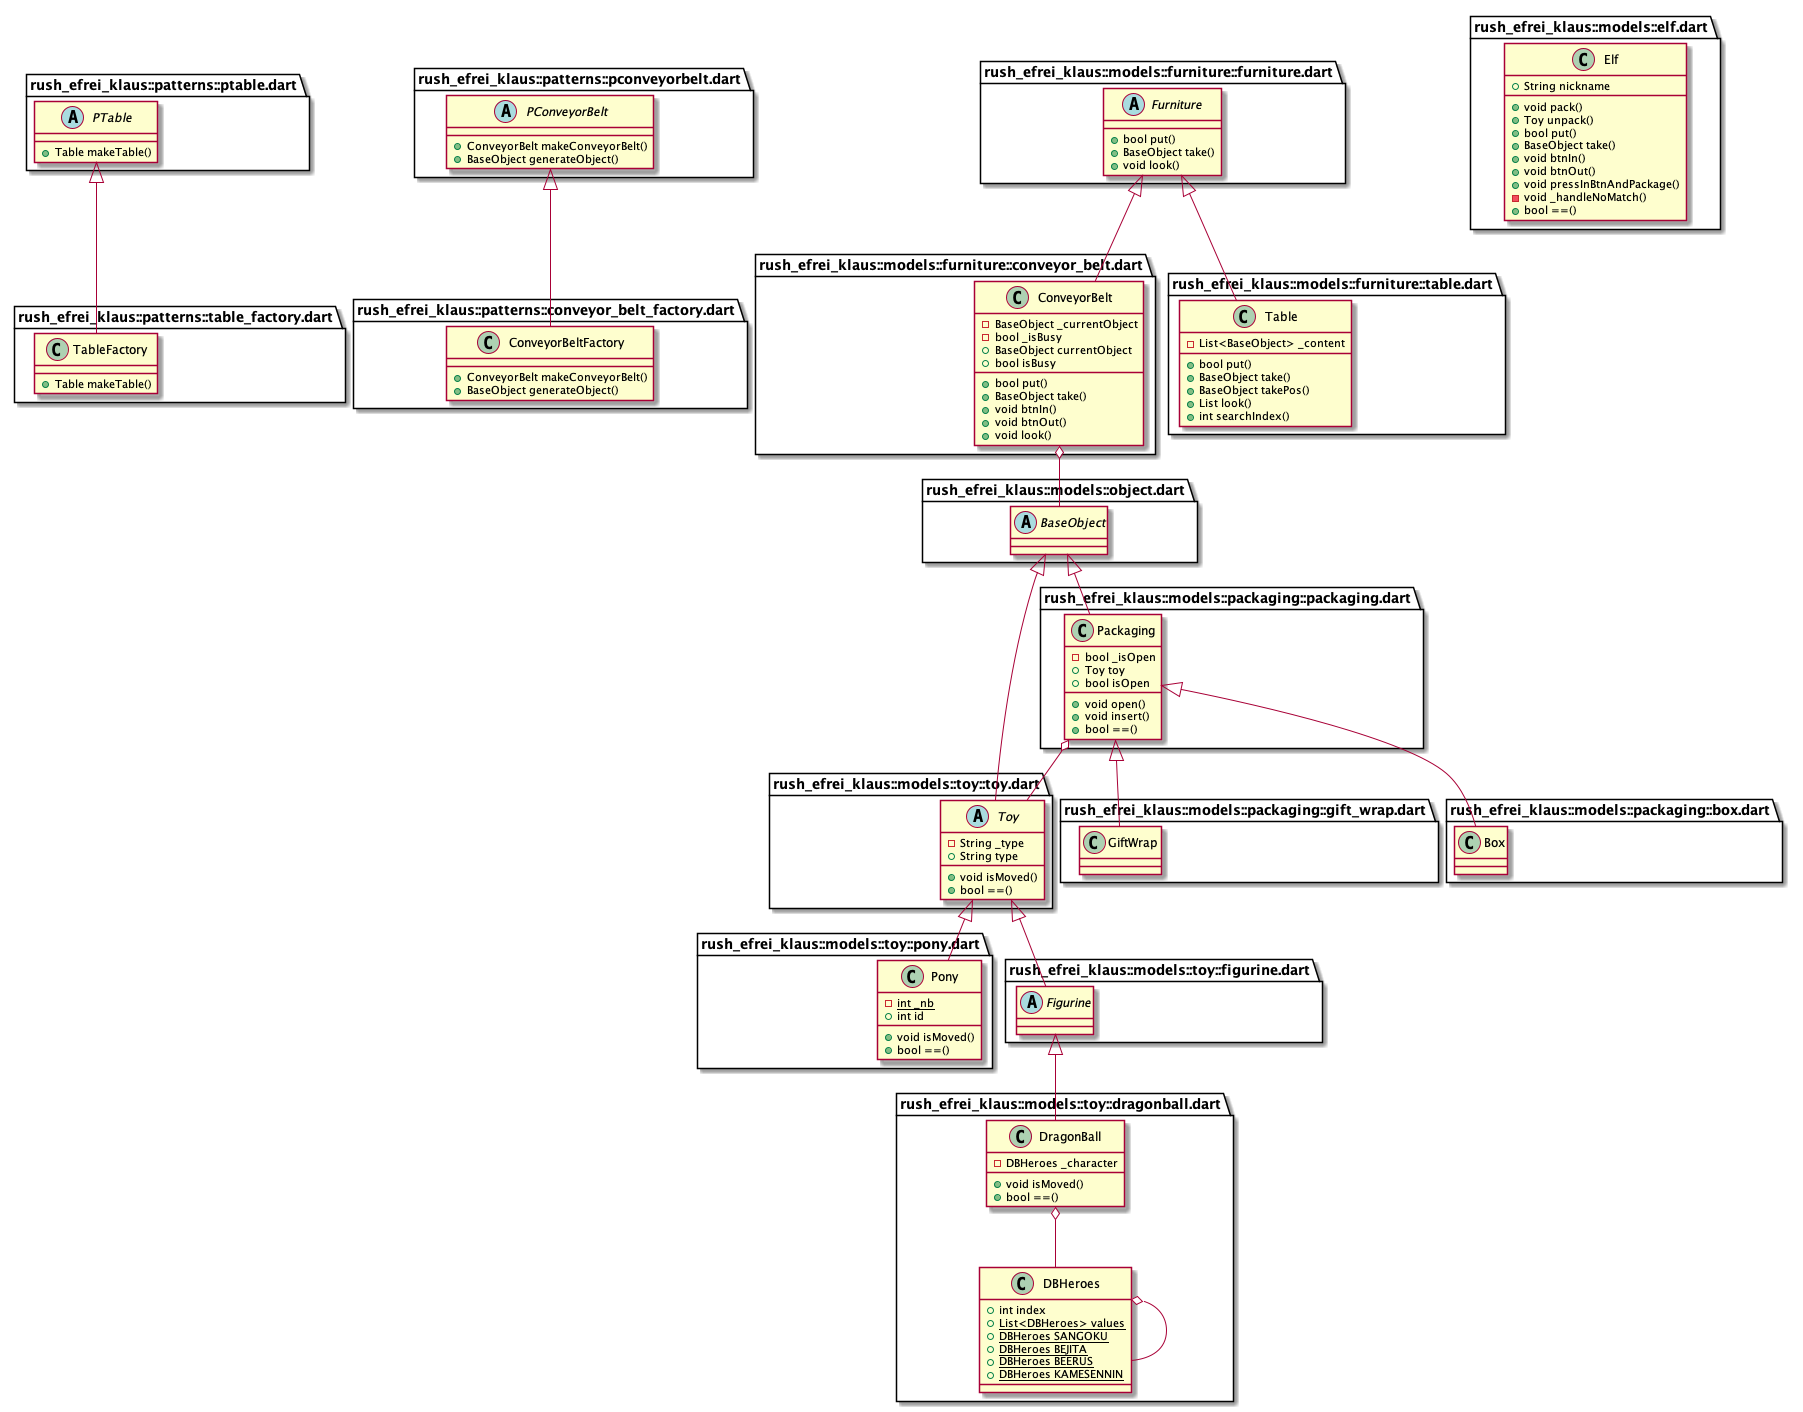 rush_efrei_klaus::patterns::ptable.dart
A PTable
Table makeTable()
rush_efrei_klaus::patterns::pconveyorbelt.dart
A PConveyorBelt
ConveyorBelt makeConveyorBelt()
BaseObject generateObject()
rush_efrei_klaus::models::furniture::furniture.dart
A Furniture
bool put()
BaseObject take()
void look()
rush_efrei_klaus::models::elf.dart
C Elf
String nickname
void pack()
Toy unpack()
bool put()
BaseObject take()
void btnIn()
void btnOut()
void pressInBtnAndPackage()
void _handleNoMatch()
bool ==()
rush_efrei_klaus::patterns::table_factory.dart
C TableFactory
Table makeTable()
rush_efrei_klaus::patterns::conveyor_belt_factory.dart
C ConveyorBeltFactory
ConveyorBelt makeConveyorBelt()
BaseObject generateObject()
rush_efrei_klaus::models::furniture::conveyor_belt.dart
C ConveyorBelt
BaseObject _currentObject
bool _isBusy
BaseObject currentObject
bool isBusy
bool put()
BaseObject take()
void btnIn()
void btnOut()
void look()
rush_efrei_klaus::models::furniture::table.dart
C Table
List<BaseObject> _content
bool put()
BaseObject take()
BaseObject takePos()
List look()
int searchIndex()
rush_efrei_klaus::models::object.dart
A BaseObject
rush_efrei_klaus::models::packaging::packaging.dart
C Packaging
bool _isOpen
Toy toy
bool isOpen
void open()
void insert()
bool ==()
rush_efrei_klaus::models::toy::toy.dart
A Toy
String _type
String type
void isMoved()
bool ==()
rush_efrei_klaus::models::packaging::gift_wrap.dart
C GiftWrap
rush_efrei_klaus::models::packaging::box.dart
C Box
rush_efrei_klaus::models::toy::pony.dart
C Pony
int _nb
int id
void isMoved()
bool ==()
rush_efrei_klaus::models::toy::figurine.dart
A Figurine
rush_efrei_klaus::models::toy::dragonball.dart
C DragonBall
DBHeroes _character
void isMoved()
bool ==()
C DBHeroes
int index
List<DBHeroes> values
DBHeroes SANGOKU
DBHeroes BEJITA
DBHeroes BEERUS
DBHeroes KAMESENNIN